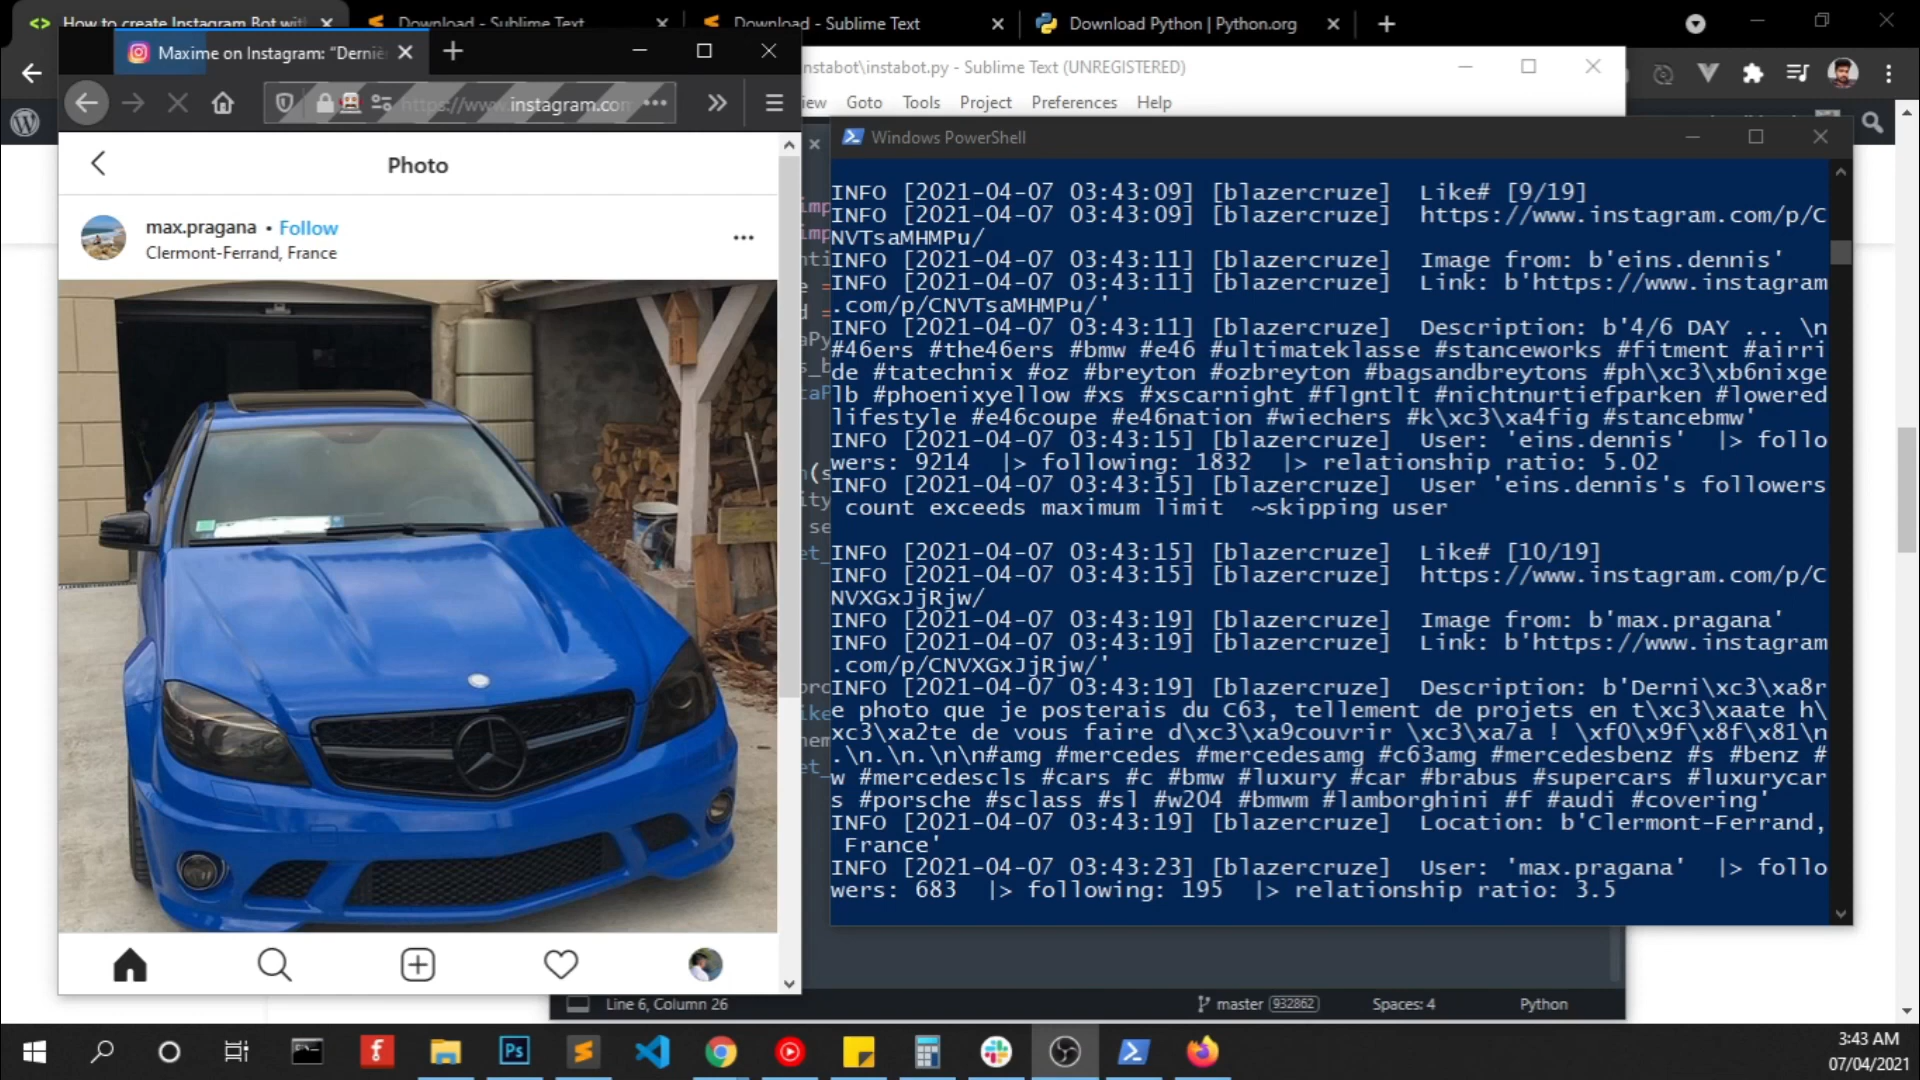 How to create Instagram Bot with
Download - Sublime Text
Download - Sublime Text
Download Python | Python.org
Maxime on Instagram: “Derniè
nstabot\instabot.py - Sublime Text (UNREGISTERED)
https://www.instagram.com
iew Goto Tools Project Preferences Help
Windows PowerShell
Photo
max.pragana • Follow
Clermont-Ferrand, France
INFO [2021-04-07 03:43:09] [blazercruze]  Like# [9/19]
INFO [2021-04-07 03:43:09] [blazercruze]  https://www.instagram.com/p/C
NVTsaMHMPu/
INFO [2021-04-07 03:43:11] [blazercruze]  Image from: b'eins.dennis'
INFO [2021-04-07 03:43:11] [blazercruze]  Link: b'https://www.instagram
.com/p/CNVTsaMHMPu/'
INFO [2021-04-07 03:43:11] [blazercruze]  Description: b'4/6 DAY ... \n
#46ers #the46ers #bmw #e46 #ultimateklasse #stanceworks #fitment #airri
de #tatechnix #oz #breyton #ozbreyton #bagsandbreytons #ph\xc3\xb6nixge
lb #phoenixyellow #xs #xscarnight #flgntlt #nichtnurtiefparken #lowered
lifestyle #e46coupe #e46nation #wiechers #k\xc3\xa4fig #stancebmw'
INFO [2021-04-07 03:43:15] [blazercruze]  User: 'eins.dennis'  |> follo
wers: 9214  |> following: 1832  |> relationship ratio: 5.02
INFO [2021-04-07 03:43:15] [blazercruze]  User 'eins.dennis's followers
 count exceeds maximum limit  ~skipping user
INFO [2021-04-07 03:43:15] [blazercruze]  Like# [10/19]
INFO [2021-04-07 03:43:15] [blazercruze]  https://www.instagram.com/p/C
NVXGxJjRjw/
INFO [2021-04-07 03:43:19] [blazercruze]  Image from: b'max.pragana'
INFO [2021-04-07 03:43:19] [blazercruze]  Link: b'https://www.instagram
.com/p/CNVXGxJjRjw/'
INFO [2021-04-07 03:43:19] [blazercruze]  Description: b'Derni\xc3\xa8r
e photo que je posterais du C63, tellement de projets en t\xc3\xaate h\
xc3\xa2te de vous faire d\xc3\xa9couvrir \xc3\xa7a ! \xf0\x9f\x8f\x81\n
.\n.\n.\n\n#amg #mercedes #mercedesamg #c63amg #mercedesbenz #s #benz #
w #mercedescls #cars #c #bmw #luxury #car #brabus #supercars #luxurycar
s #porsche #sclass #sl #w204 #bmwm #lamborghini #f #audi #covering'
INFO [2021-04-07 03:43:19] [blazercruze]  Location: b'Clermont-Ferrand,
 France'
INFO [2021-04-07 03:43:23] [blazercruze]  User: 'max.pragana'  |> follo
wers: 683  |> following: 195  |> relationship ratio: 3.5
Line 6, Column 26
master 932862
Spaces: 4
Python
Ps
3:43 AM
07/04/2021